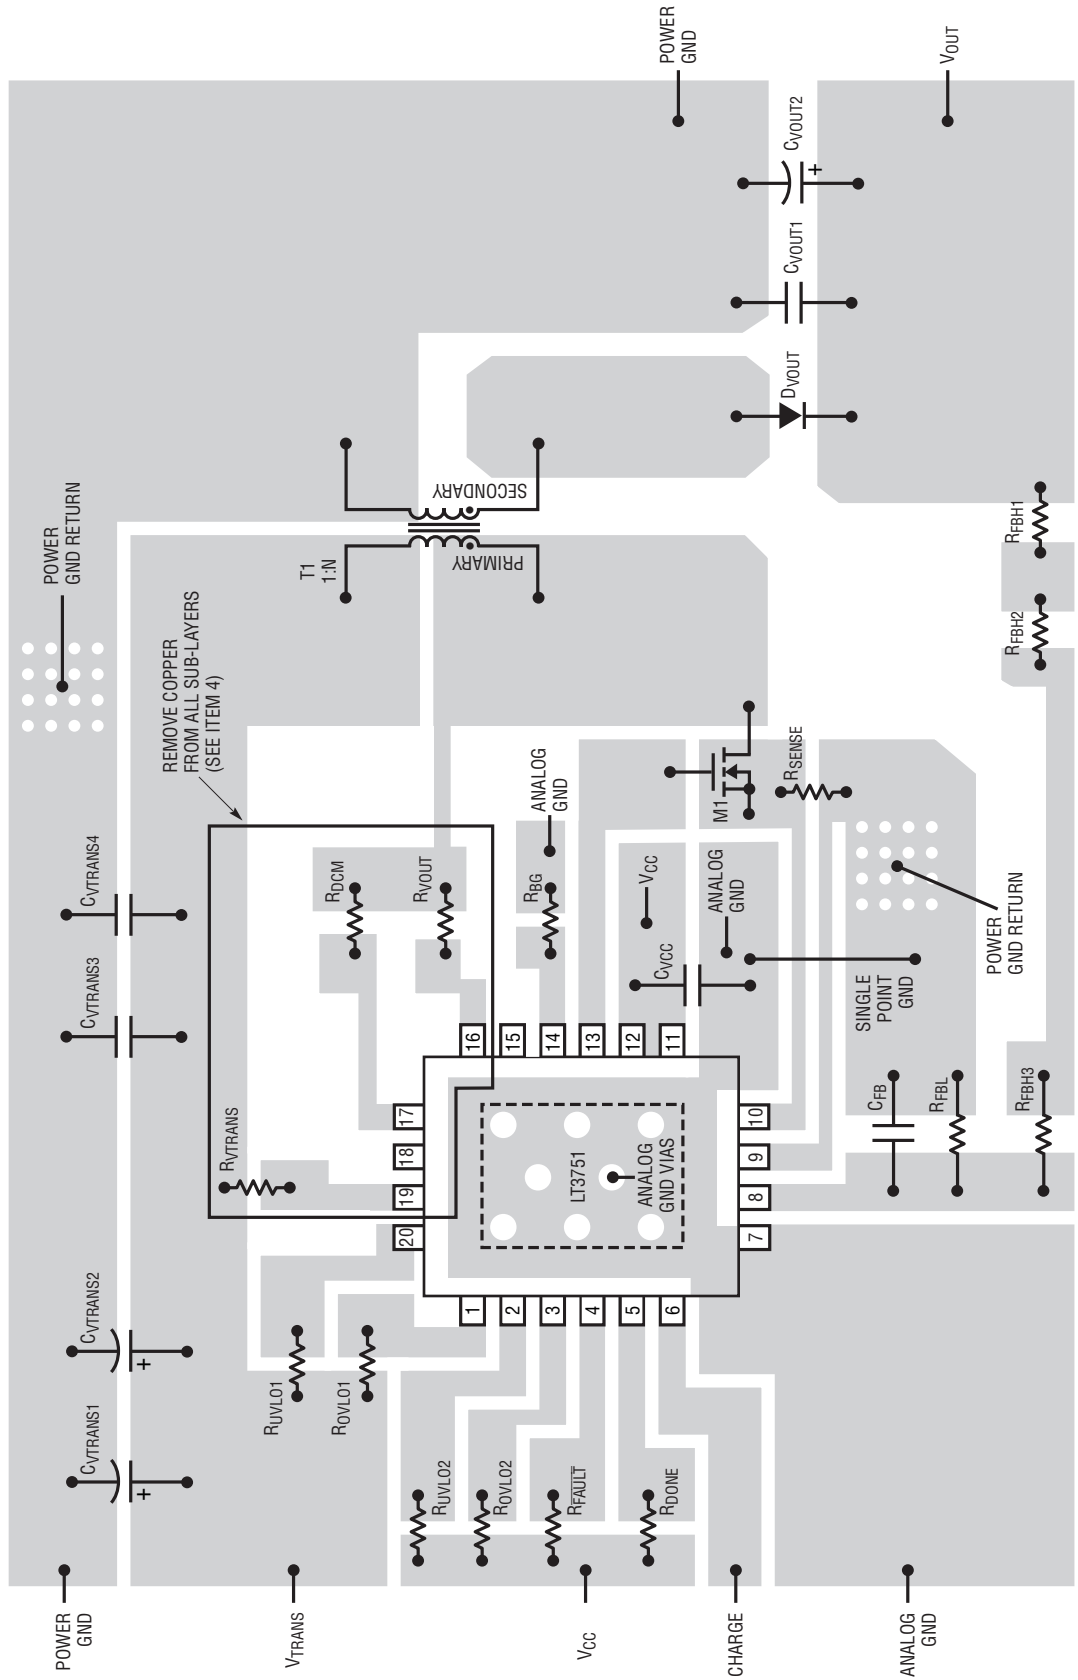 POWER
GND
VOUT
CVOUT2
+
CVOUT1
DVOUT
POWER
GND RETURN
SECONDARY
PRIMARY
T1
1:N
RFBH1
RFBH2
REMOVE COPPER
FROM ALL SUB-LAYERS
(SEE ITEM 4)
CVTRANS4
CVTRANS3
RDCM
RVOUT
RBG
ANALOG
GND
VCC
ANALOG
GND
CVCC
M1
RSENSE
SINGLE
POINT
GND
POWER
GND RETURN
16
15
14
13
12
11
17
18
19
20
10
9
8
7
LT3751
ANALOG
GND VIAS
1
2
3
4
5
6
RVTRANS
CFB
RFBL
RFBH3
CVTRANS2
+
CVTRANS1
+
RUVLO1
ROVLO1
RUVLO2
ROVLO2
RFAULT
RDONE
POWER
GND
VTRANS
VCC
CHARGE
ANALOG
GND